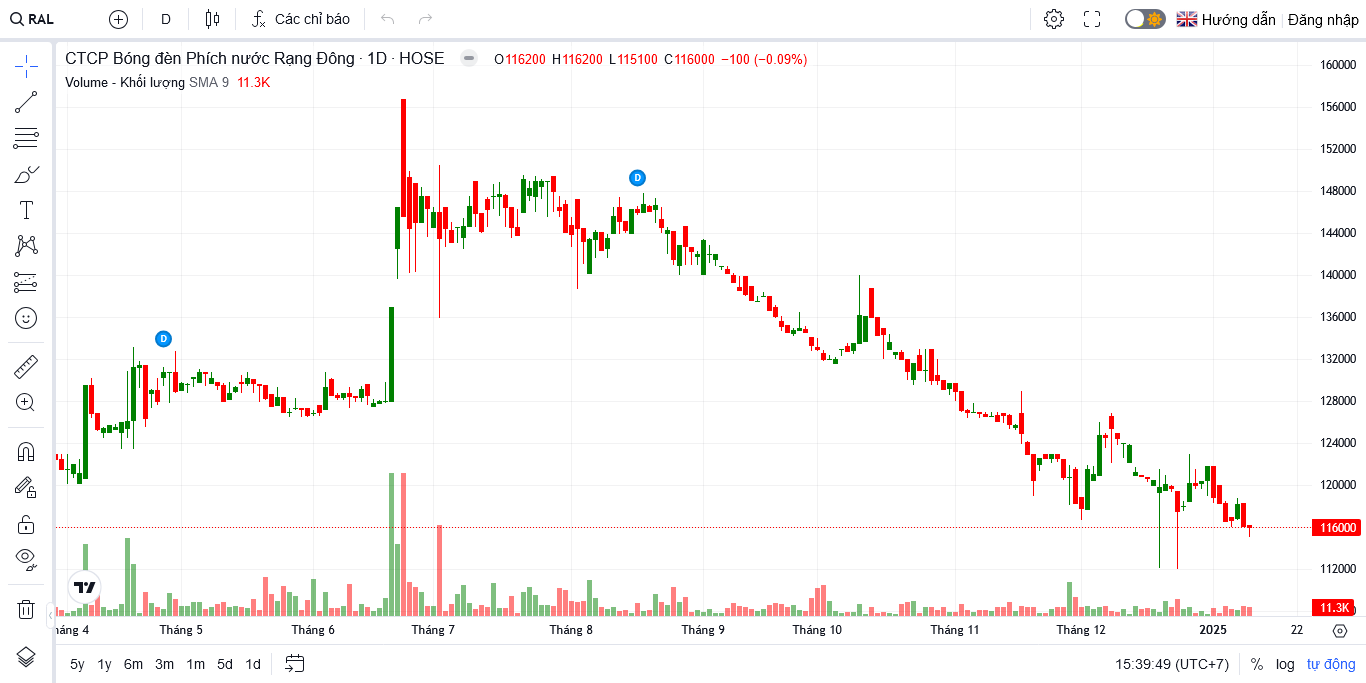 RAL D Các chỉ báo Hướng dẫn Đăng nhập
CTCP Bóng đèn Phích nước Rạng Đông · 1D · HOSE O116200 H116200 L115100 C116000 −100 (−0.09%)
Volume - Khối lượng SMA 9 11.3K
160000
156000
152000
148000
144000
140000
136000
132000
128000
124000
120000
116000
112000
11.3K
D
D
háng 4 Tháng 5 Tháng 6 Tháng 7 Tháng 8 Tháng 9 Tháng 10 Tháng 11 Tháng 12 2025 22
5y 1y 6m 3m 1m 5d 1d 15:39:49 (UTC+7) % log tự động